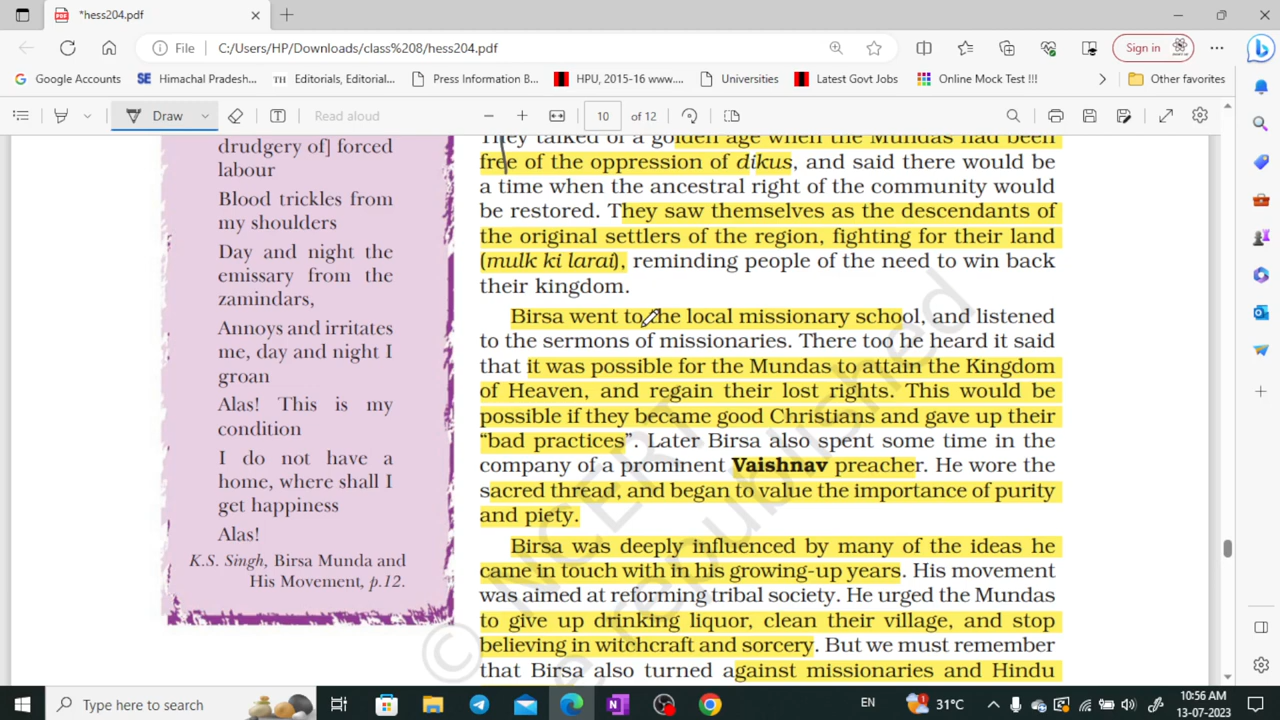 *hess204.pdf
File
C:/Users/HP/Downloads/class%208/hess204.pdf
Sign in
Google Accounts
SE Himachal Pradesh...
TH Editorials, Editorial...
Press Information B...
HPU, 2015-16 www....
Universities
Latest Govt Jobs
Online Mock Test !!!
Other favorites
Draw
Read aloud
10 of 12
drudgery of] forced
labour
Blood trickles from
my shoulders
Day and night the
emissary from the
zamindars,
Annoys and irritates
me, day and night I
groan
Alas! This is my
condition
I do not have a
home, where shall I
get happiness
Alas!
K.S. Singh, Birsa Munda and
His Movement, p.12.
They talked of a golden age when the Mundas had been
free of the oppression of dikus, and said there would be
a time when the ancestral right of the community would
be restored. They saw themselves as the descendants of
the original settlers of the region, fighting for their land
(mulk ki larai), reminding people of the need to win back
their kingdom.
Birsa went to the local missionary school, and listened
to the sermons of missionaries. There too he heard it said
that it was possible for the Mundas to attain the Kingdom
of Heaven, and regain their lost rights. This would be
possible if they became good Christians and gave up their
“bad practices”. Later Birsa also spent some time in the
company of a prominent Vaishnav preacher. He wore the
sacred thread, and began to value the importance of purity
and piety.
Birsa was deeply influenced by many of the ideas he
came in touch with in his growing-up years. His movement
was aimed at reforming tribal society. He urged the Mundas
to give up drinking liquor, clean their village, and stop
believing in witchcraft and sorcery. But we must remember
that Birsa also turned against missionaries and Hindu
© NCERT
be republished
Type here to search
EN
31°C
10:56 AM
13-07-2023